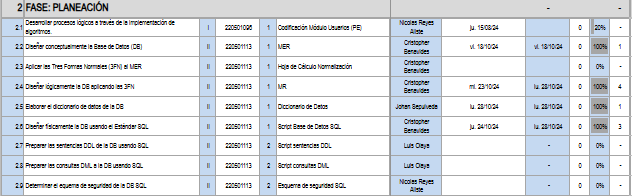 2 FASE: PLANEACIÓN - -
2.1 Desarrollar procesos lógicos a través de la implementación de algoritmos. I 220501096 1 Codificación Módulo Usuarios (PE) Nicolas Reyes Aliste ju. 15/08/24 0 20% -
2.2 Diseñar conceptualmente la Base de Datos (DB) II 220501113 1 MER Cristopher Benavides vi. 18/10/24 vi. 18/10/24 0 100% 1
2.3 Aplicar las Tres Formas Normales (3FN) al MER II 220501113 1 Hoja de Cálculo Normalización Cristopher Benavides 0 0% -
2.4 Diseñar lógicamente la DB aplicando las 3FN II 220501113 1 MR Cristopher Benavides mi. 23/10/24 lu. 28/10/24 0 100% 4
2.5 Elaborar el diccionario de datos de la DB II 220501113 1 Diccionario de Datos Johan Sepulveda lu. 28/10/24 lu. 28/10/24 0 100% 1
2.6 Diseñar físicamente la DB usando el Estándar SQL II 220501113 1 Script Base de Datos SQL Cristopher Benavides ju. 24/10/24 lu. 28/10/24 0 100% 3
2.7 Preparar las sentencias DDL de la DB usando SQL II 220501113 2 Script sentencias DDL Luis Olaya - 0 0% -
2.8 Preparar las consultas DML a la DB usando SQL II 220501113 2 Script consultas DML Luis Olaya - 0 0% -
2.9 Determinar el esquema de seguridad de la DB SQL II 220501113 2 Esquema de seguridad SQL Nicolas Reyes Aliste - 0 0% -